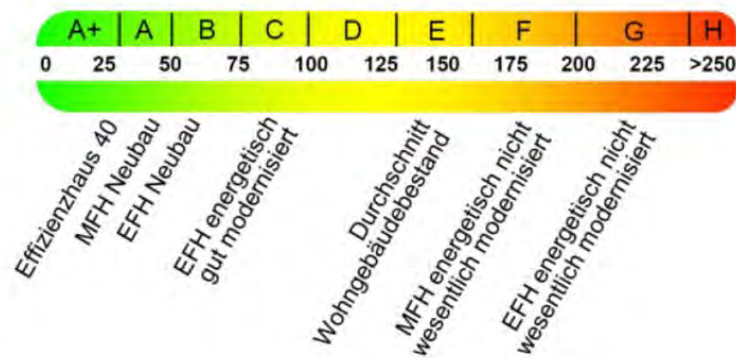 A+ A B C D E F G H
0 25 50 75 100 125 150 175 200 225 >250
Effizienzhaus 40
MFH Neubau
EFH Neubau
EFH energetisch
gut modernisiert
Durchschnitt
Wohngebäudebestand
MFH energetisch nicht
wesentlich modernisiert
EFH energetisch nicht
wesentlich modernisiert